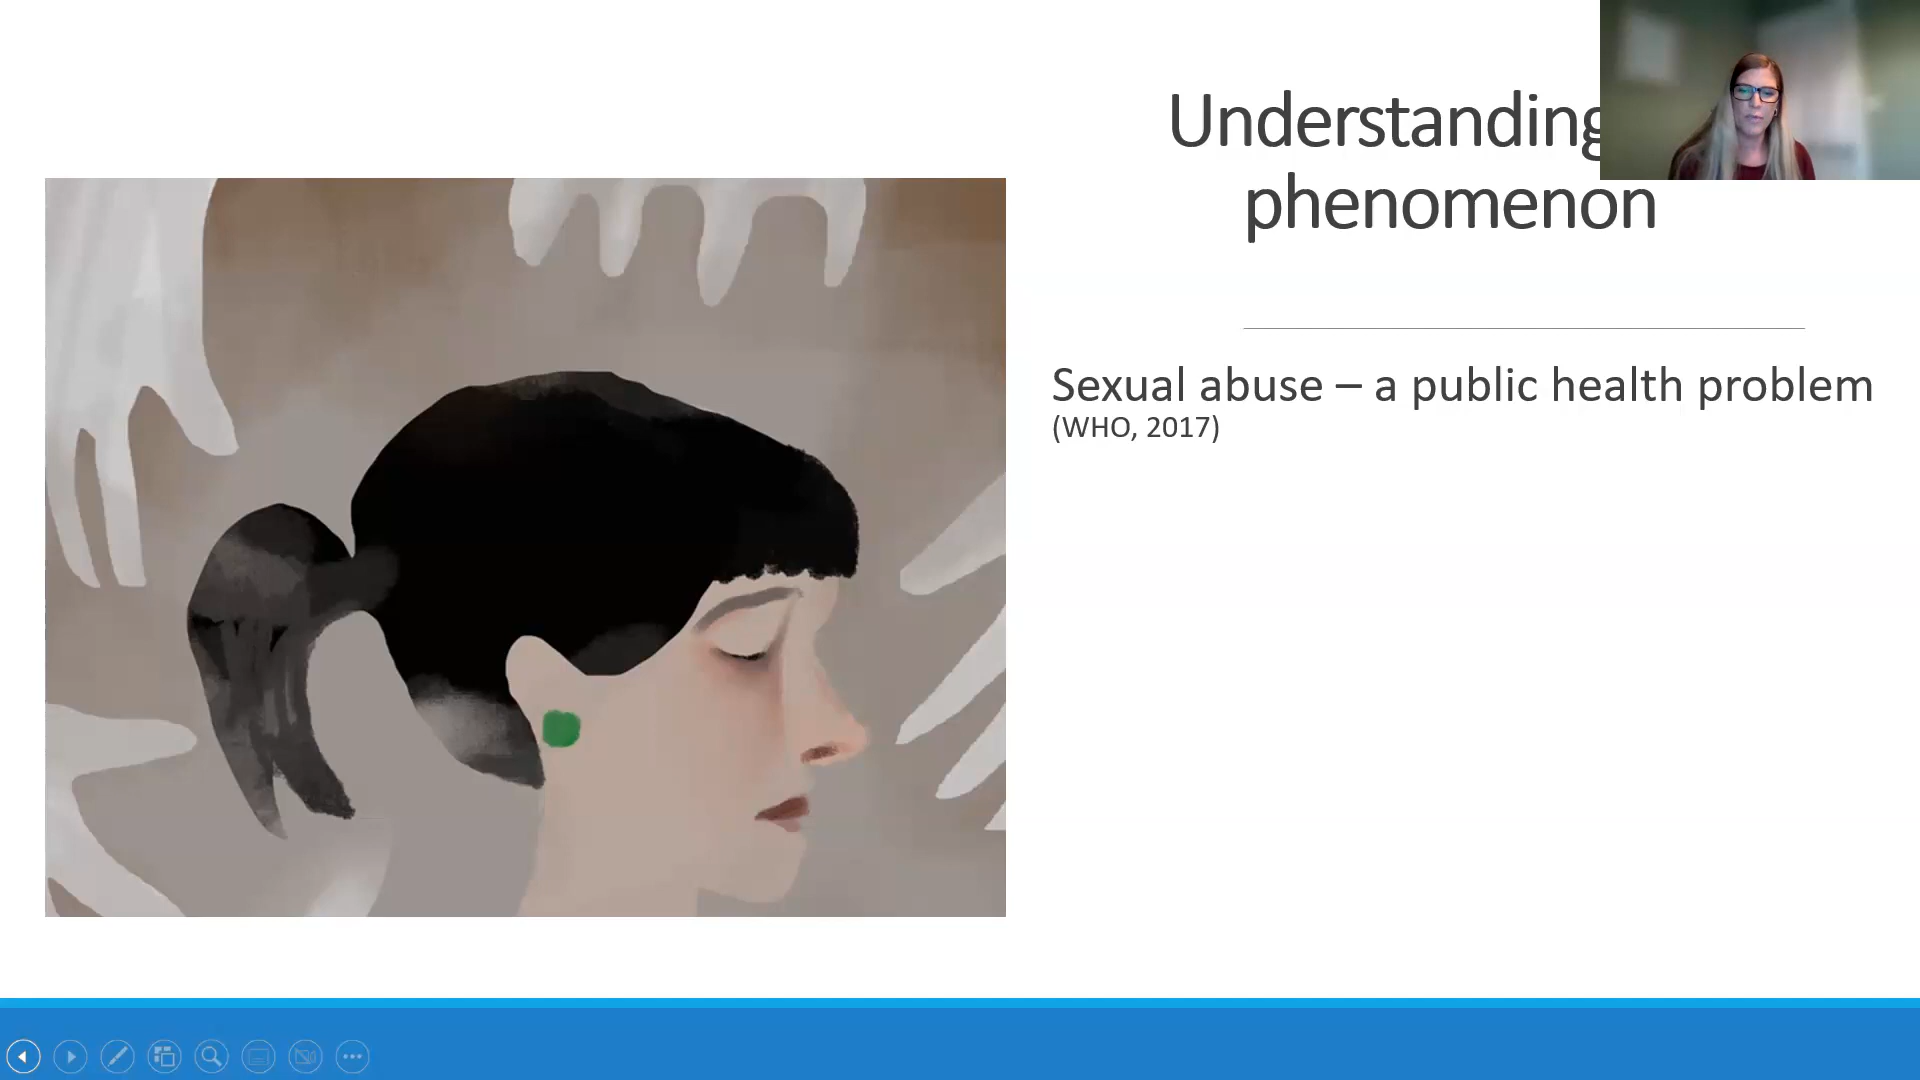 Understanding
phenomenon
Sexual abuse – a public health problem
(WHO, 2017)